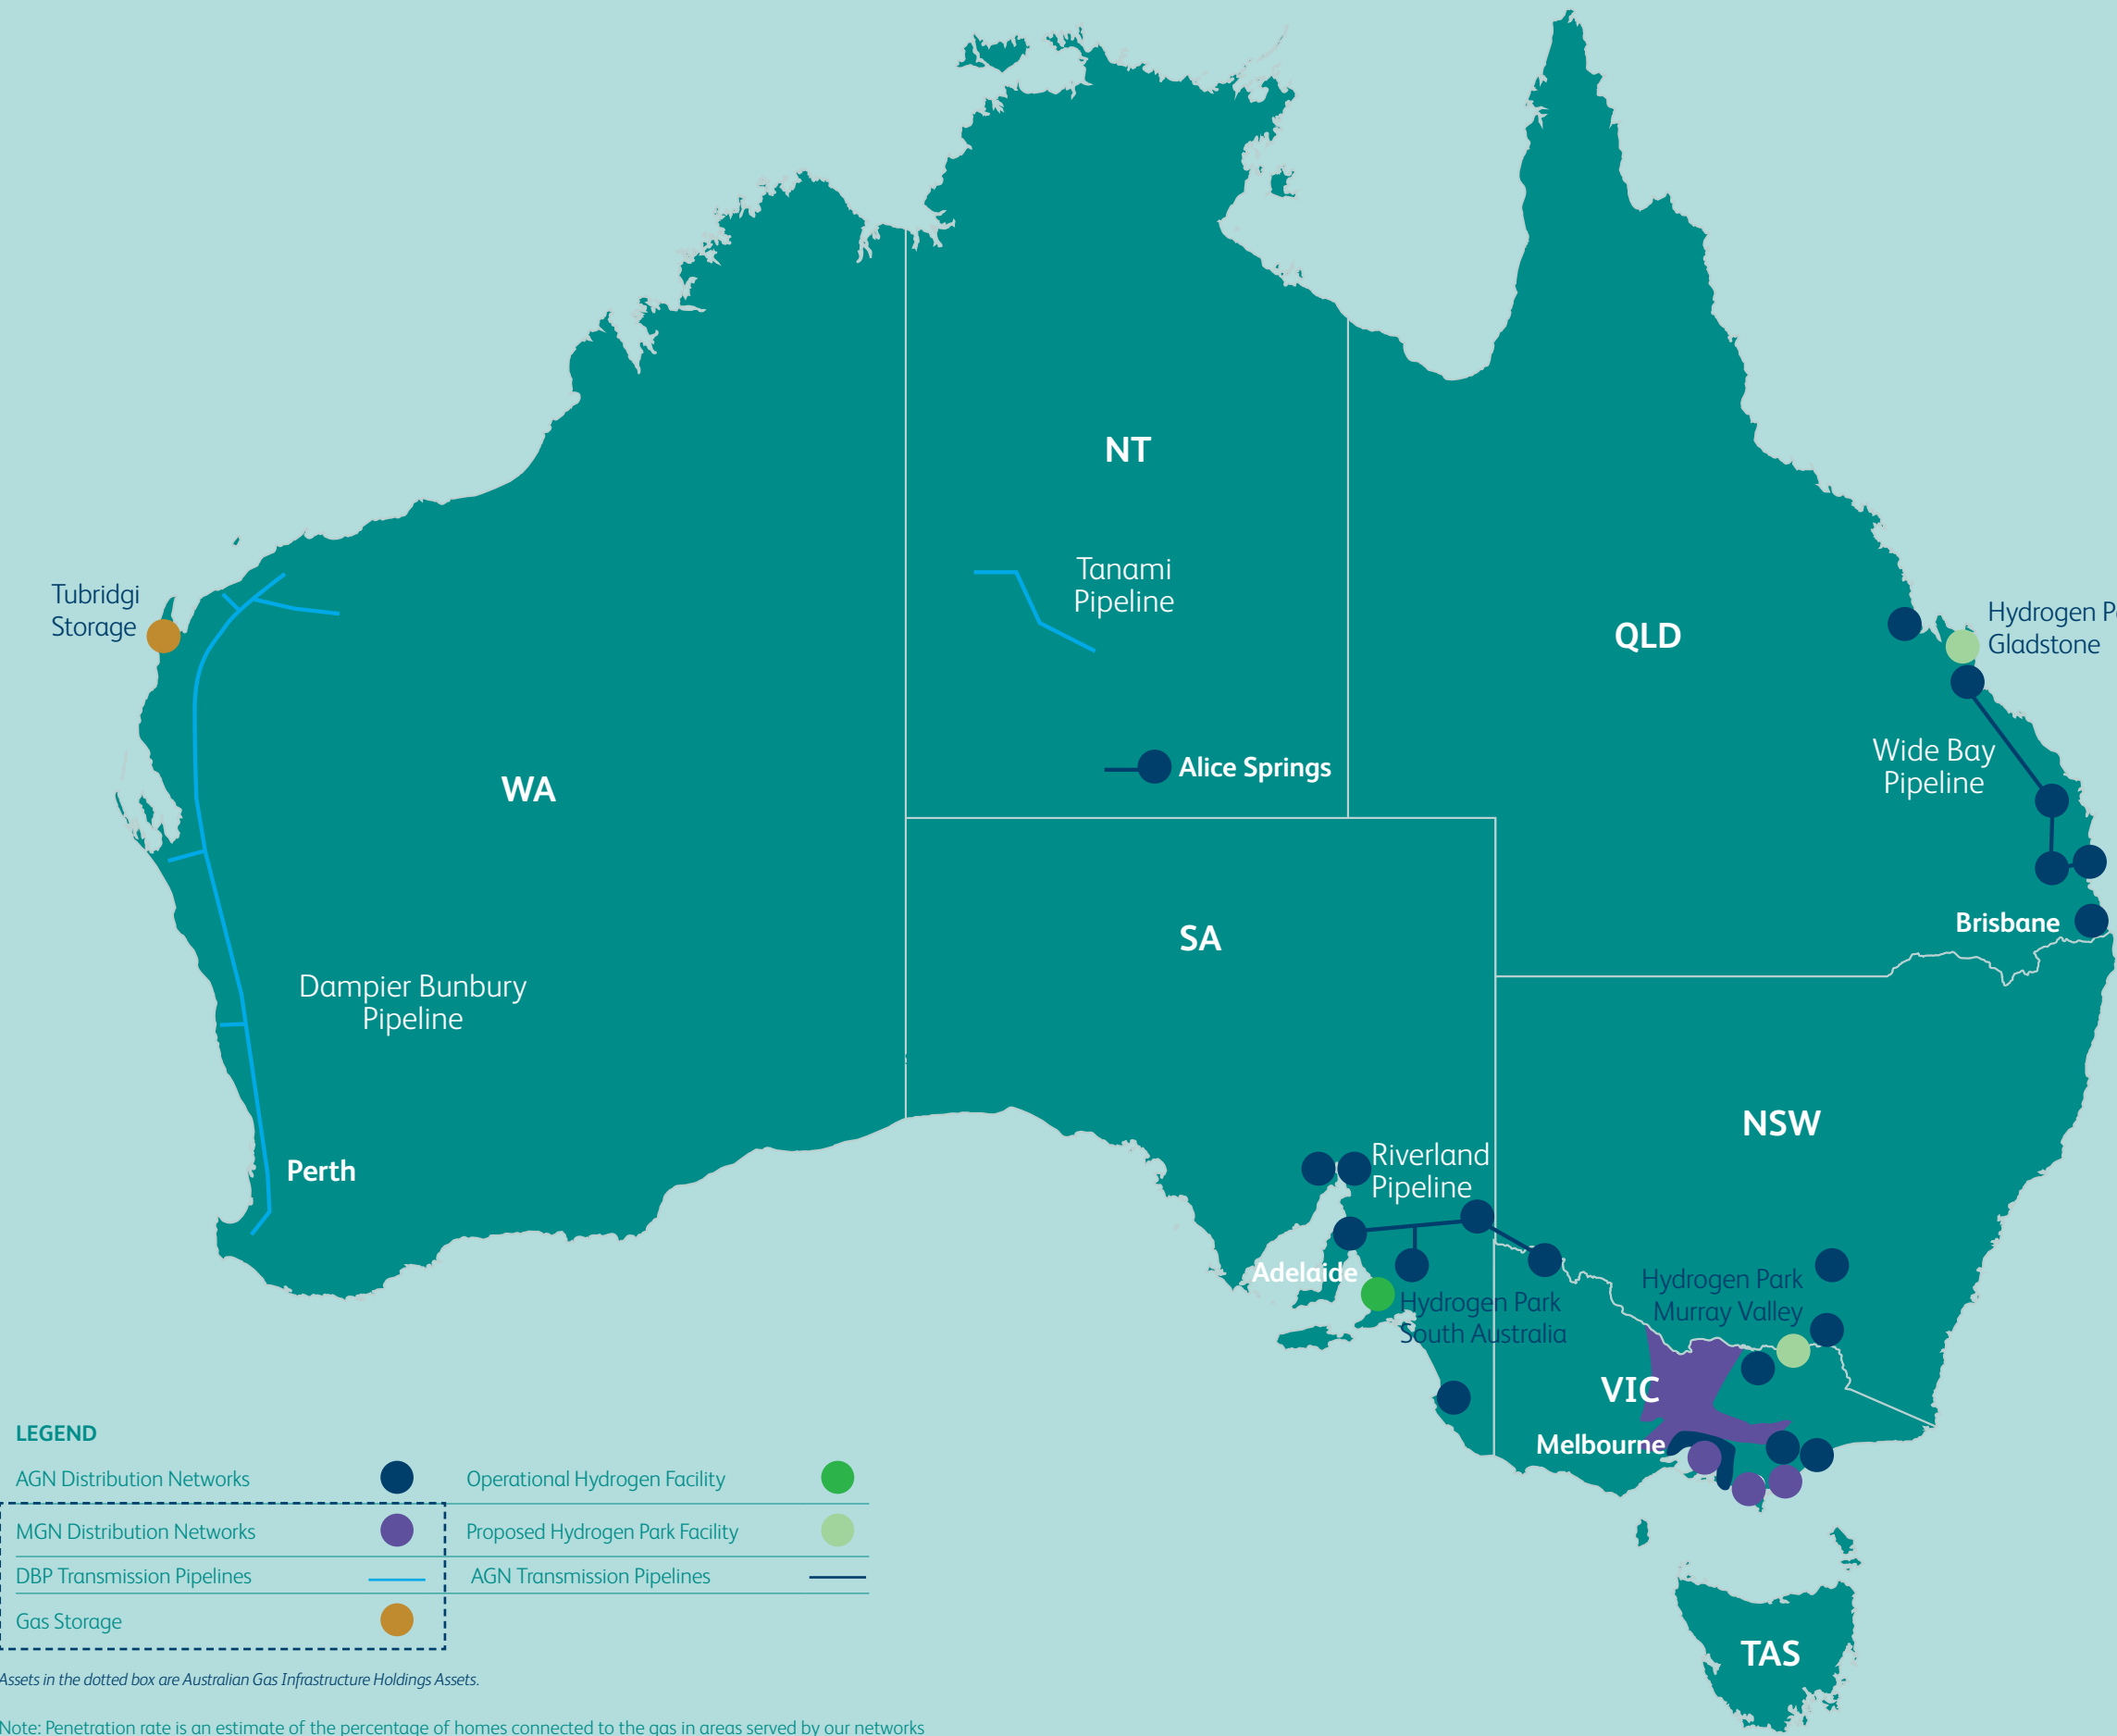 NT
Tanami
Pipeline
Tubridgi
Storage
QLD
Hydrogen
Gladstone
WA
Alice Springs
Wide Bay
Pipeline
Brisbane
SA
Dampier Bunbury
Pipeline
NSW
Perth
Riverland
Pipeline
Adelaide
Hydrogen Park
South Australia
Hydrogen Park
Murray Valley
VIC
Melbourne
LEGEND
AGN Distribution Networks
Operational Hydrogen Facility
MGN Distribution Networks
Proposed Hydrogen Park Facility
DBP Transmission Pipelines
AGN Transmission Pipelines
Gas Storage
TAS
Assets in the dotted box are Australian Gas Infrastructure Holdings Assets.
Note: Penetration rate is an estimate of the percentage of homes connected to the gas in areas served by our networks